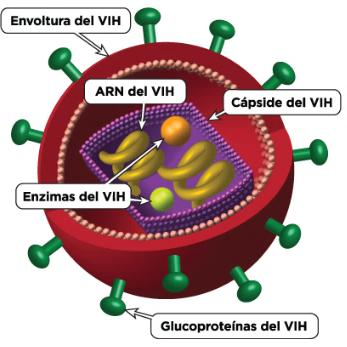 Envoltura del VIH
ARN del VIH
Cápside del VIH
Enzimas del VIH
Glucoproteínas del VIH